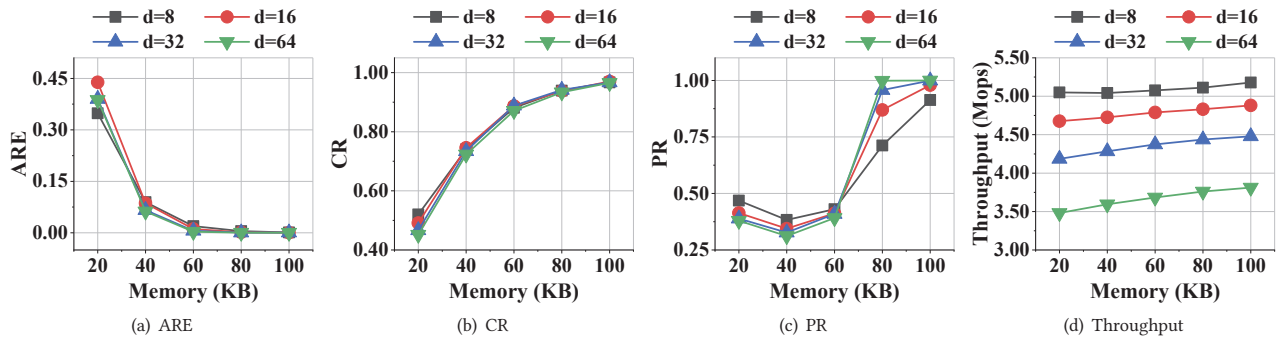 d=8 d=16
d=32 d=64
ARE
0.45
0.30
0.15
0.00
20 40 60 80 100
Memory (KB)
(a) ARE
d=8 d=16
d=32 d=64
CR
1.00
0.80
0.60
0.40
20 40 60 80 100
Memory (KB)
(b) CR
d=8 d=16
d=32 d=64
PR
1.00
0.75
0.50
0.25
20 40 60 80 100
Memory (KB)
(c) PR
d=8 d=16
d=32 d=64
Throughput (Mops)
5.50
5.00
4.50
4.00
3.50
3.00
20 40 60 80 100
Memory (KB)
(d) Throughput